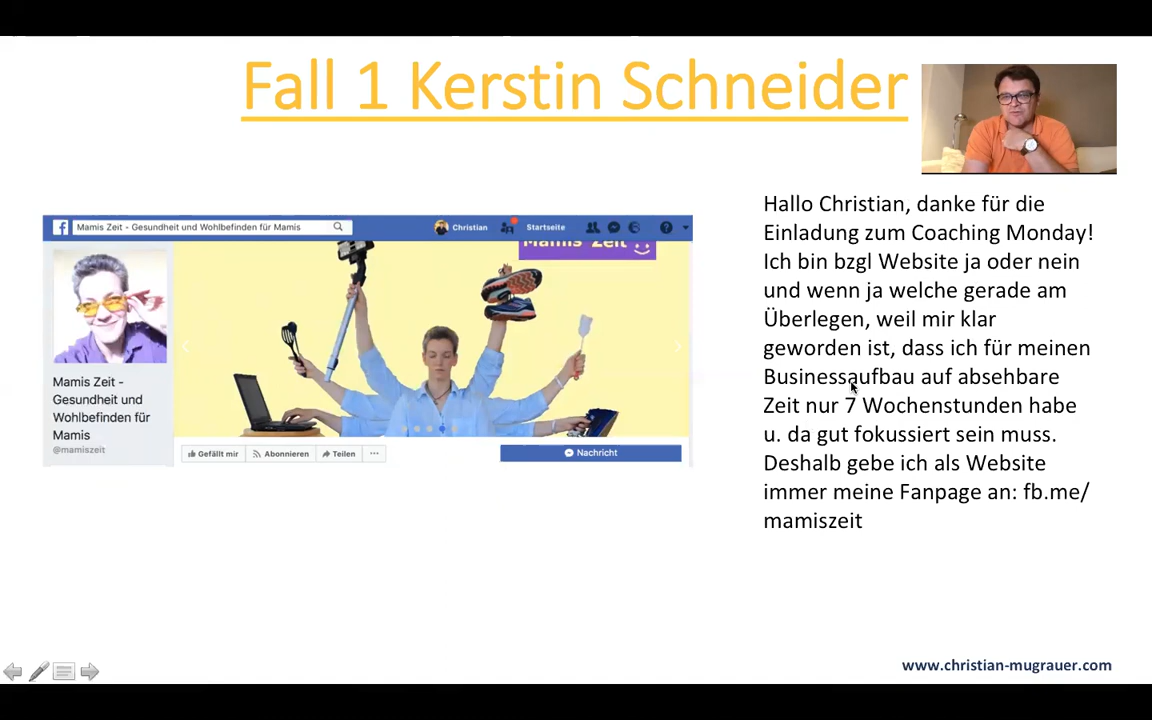 Fall 1 Kerstin Schneider
Mamis Zeit - Gesundheit und Wohlbefinden für Mamis
Christian
Startseite
Mamis Zeit
Mamis Zeit -
Gesundheit und
Wohlbefinden für
Mamis
@mamiszeit
Gefällt mir
Abonnieren
Teilen
Nachricht
Hallo Christian, danke für die
Einladung zum Coaching Monday!
Ich bin bzgl Website ja oder nein
und wenn ja welche gerade am
Überlegen, weil mir klar
geworden ist, dass ich für meinen
Businessaufbau auf absehbare
Zeit nur 7 Wochenstunden habe
u. da gut fokussiert sein muss.
Deshalb gebe ich als Website
immer meine Fanpage an: fb.me/
mamiszeit
www.christian-mugrauer.com